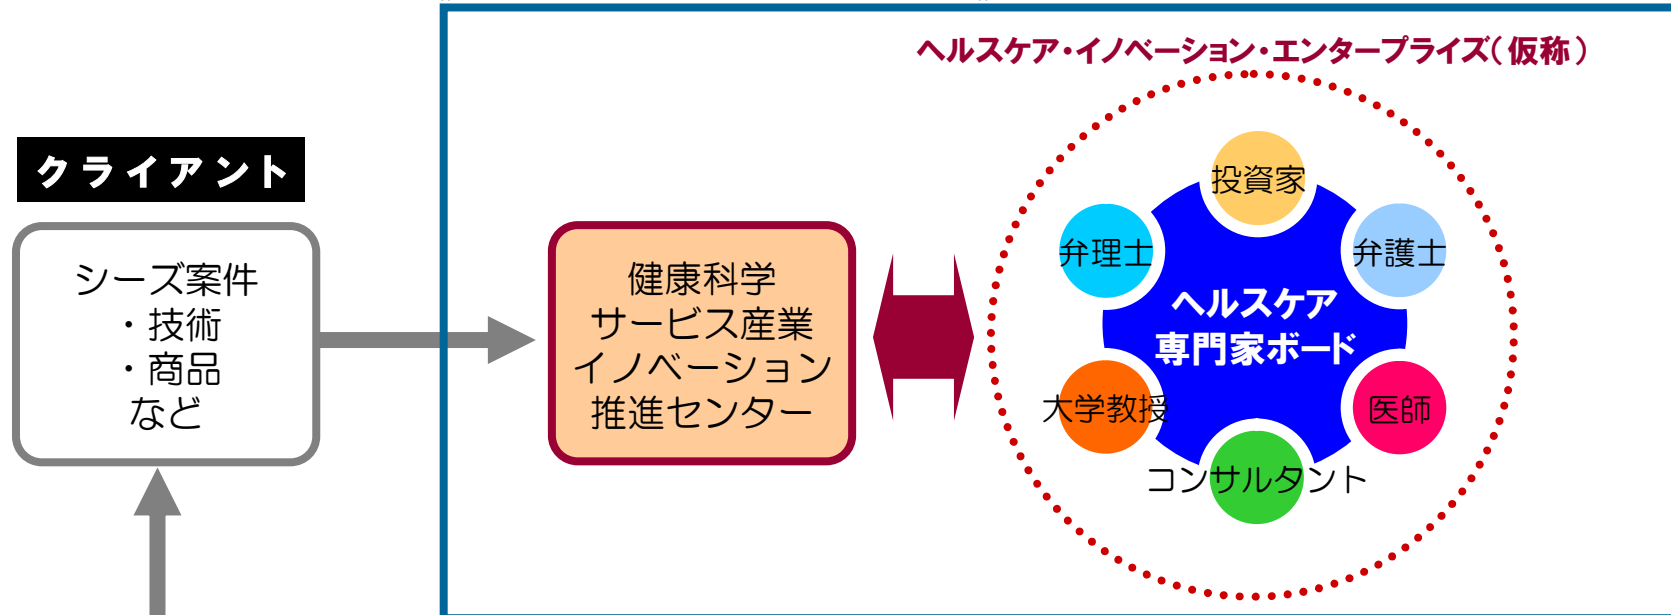 ヘルスケア・イノベーション・エンタープライズ（仮称）
クライアント
シーズ案件
・技術
・商品
など
健康科学
サービス産業
イノベーション
推進センター
投資家
弁理士
弁護士
ヘルスケア
専門家ボード
大学教授
医師
コンサルタント